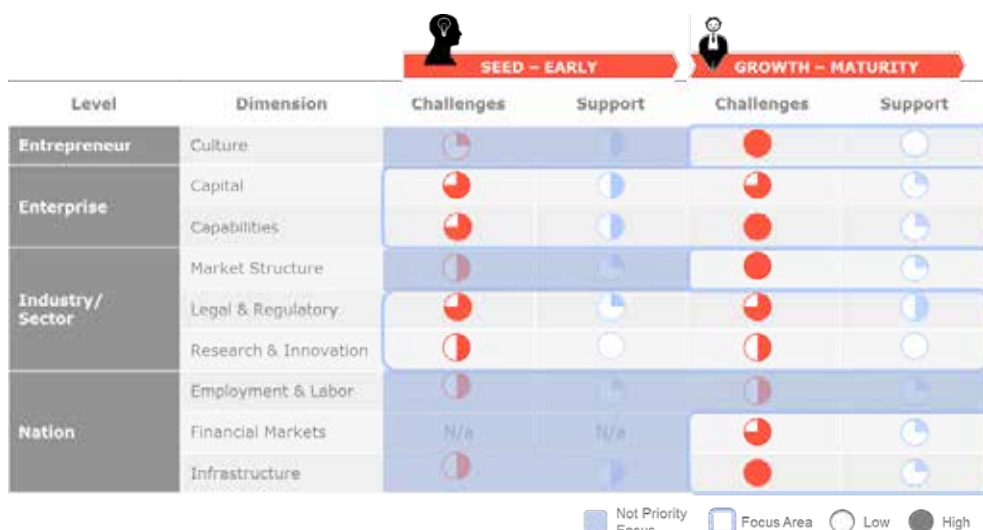 SEED – EARLY GROWTH – MATURITY
Level Dimension Challenges Support Challenges Support
Entrepreneur Culture
Enterprise Capital
Capabilities
Industry/
Sector
Market Structure
Legal & Regulatory
Research & Innovation
Nation
Employment & Labor
Financial Markets N/a N/a
Infrastructure
Not Priority
Focus Focus Area Low High